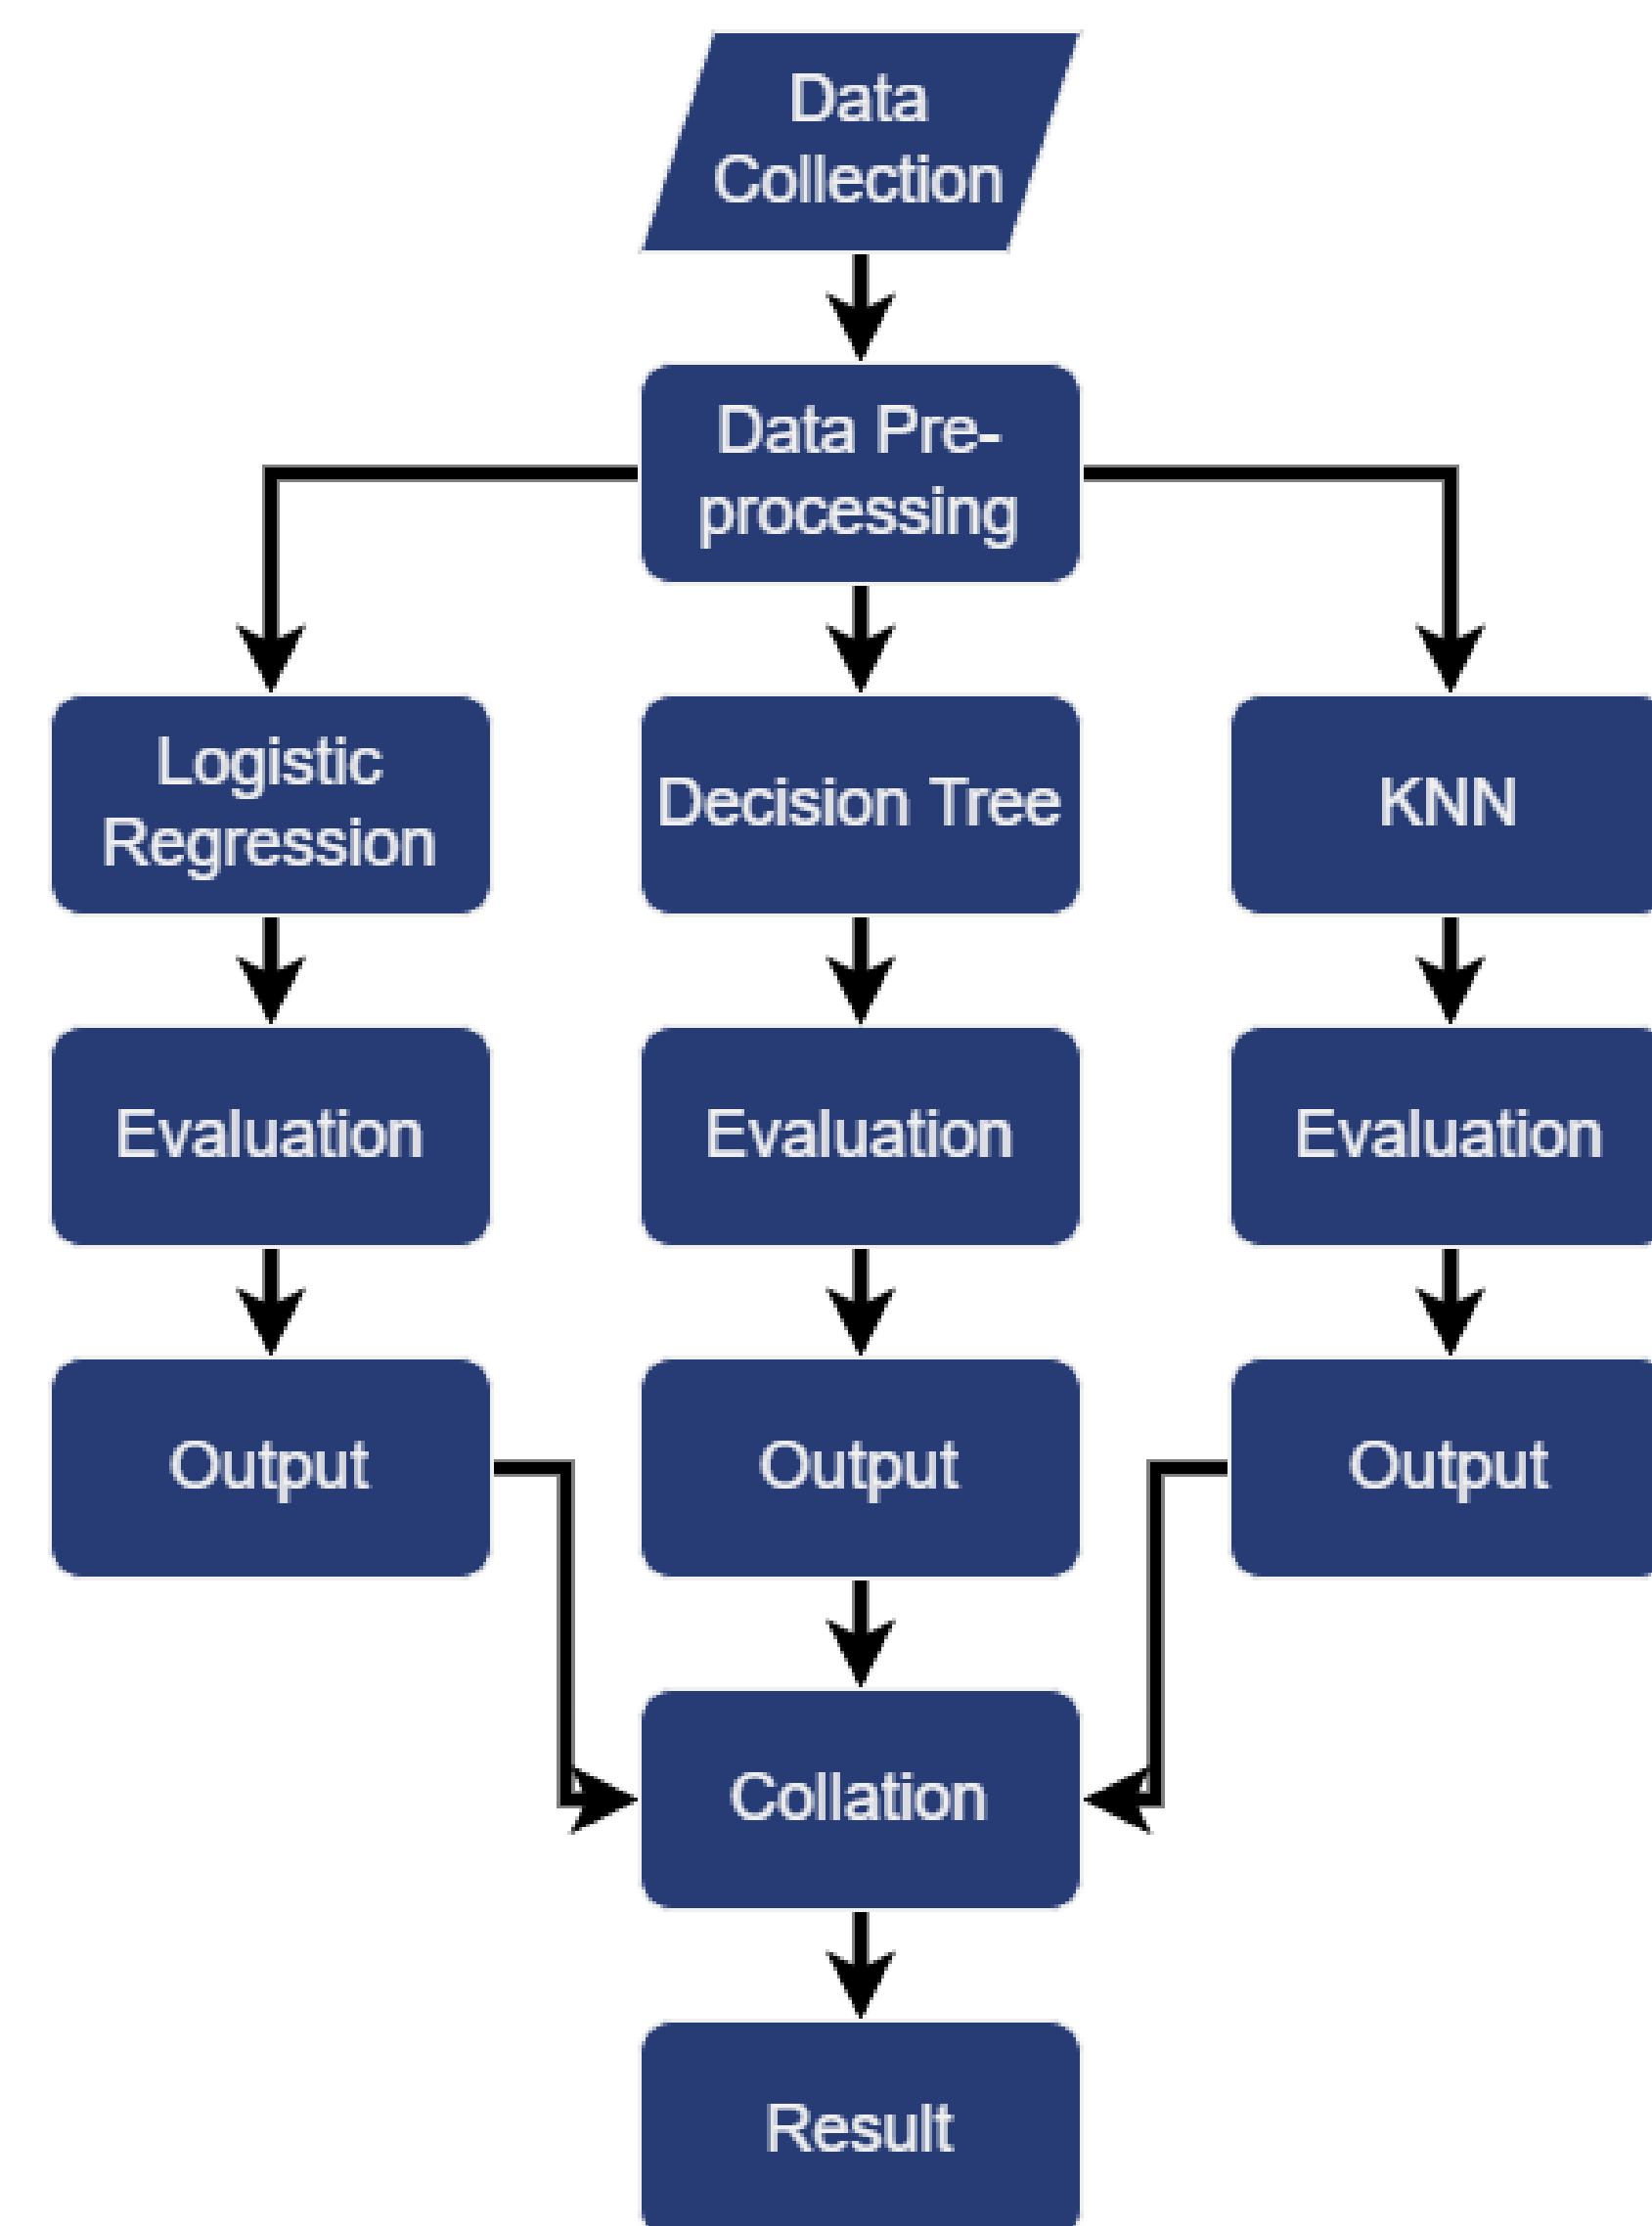 Data
Collection
Data Pre-
processing
Logistic
Regression
Decision Tree
KNN
Evaluation
Evaluation
Evaluation
Output
Output
Output
Collation
Result